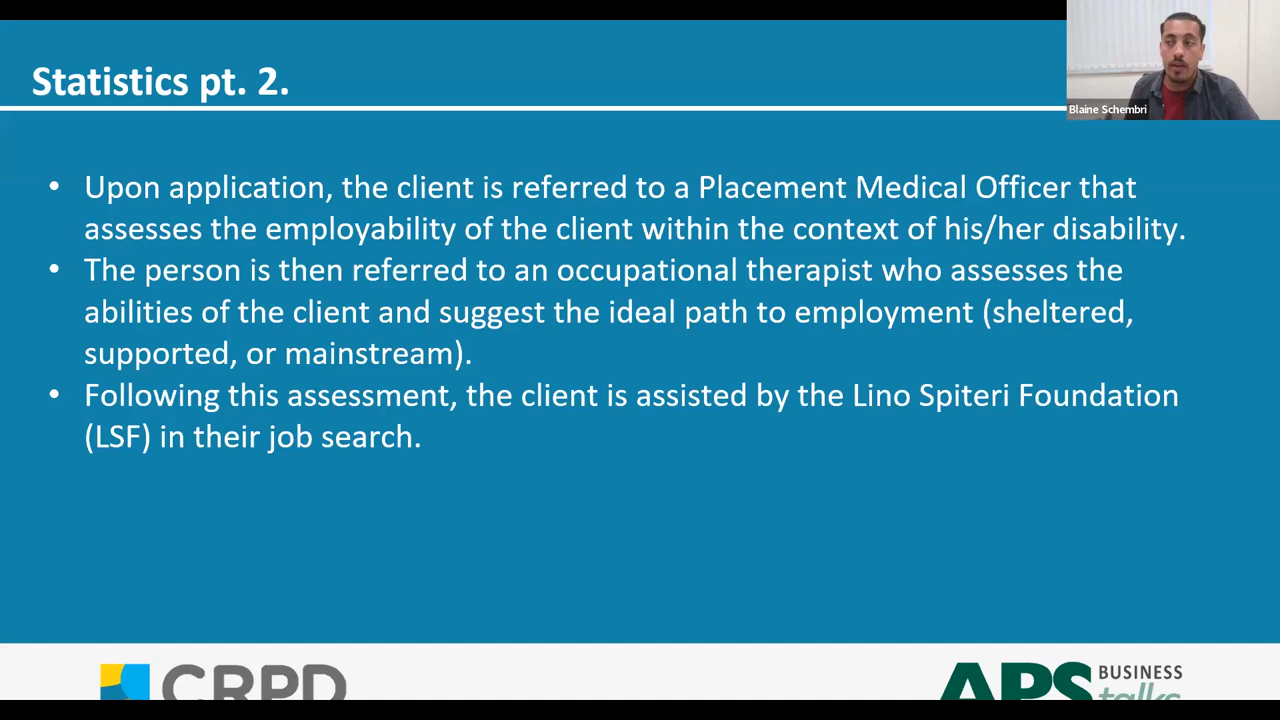 Statistics pt. 2.
Blaine Schembri
• Upon application, the client is referred to a Placement Medical Officer that
assesses the employability of the client within the context of his/her disability.
• The person is then referred to an occupational therapist who assesses the
abilities of the client and suggest the ideal path to employment (sheltered,
supported, or mainstream).
• Following this assessment, the client is assisted by the Lino Spiteri Foundation
(LSF) in their job search.
CRPD
APS BUSINESS
talks